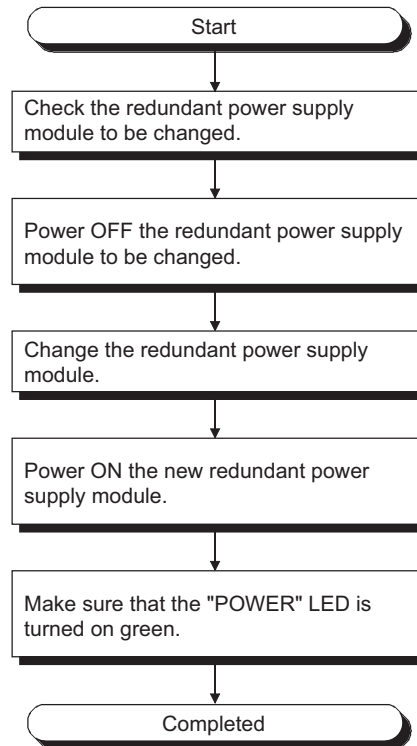 Start
Check the redundant power supply
module to be changed.
Power OFF the redundant power supply
module to be changed.
Change the redundant power supply
module.
Power ON the new redundant power
supply module.
Make sure that the "POWER" LED is
turned on green.
Completed